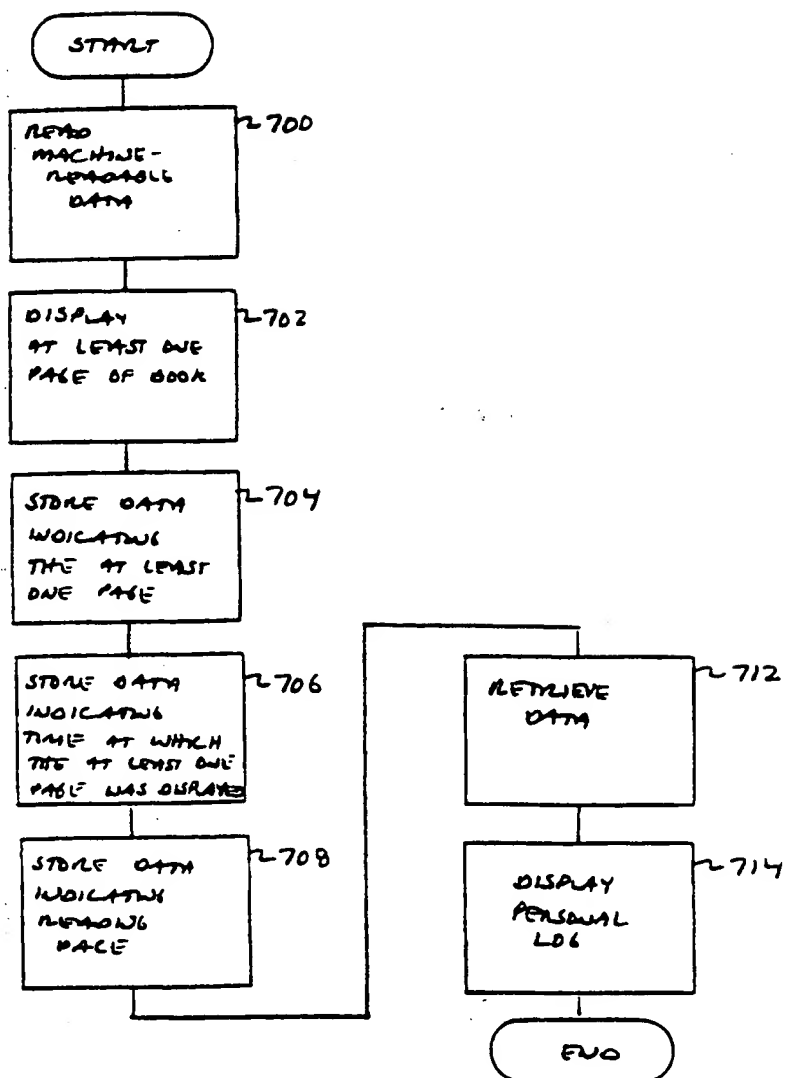 START
700
READ
MACHINE-
READABLE
DATA
702
DISPLAY
AT LEAST ONE
PAGE OF BOOK
704
STORE DATA
INDICATING
THE AT LEAST
ONE PAGE
706
STORE DATA
INDICATING
TIME AT WHICH
THE AT LEAST ONE
PAGE WAS DISPLAYED
708
STORE DATA
INDICATING
READING
PACE
712
RETRIEVE
DATA
714
DISPLAY
PERSONAL
LOG
END